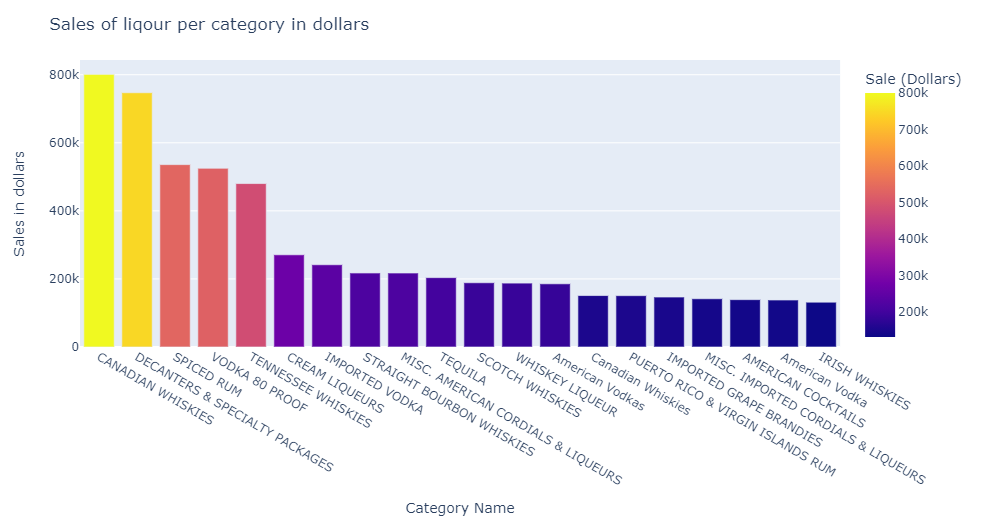 Sales of liqour per category in dollars
Sales in dollars
800k
600k
400k
200k
0
CANADIAN WHISKIES
DECANTERS & SPECIALTY PACKAGES
SPICED RUM
VODKA 80 PROOF
TENNESSEE WHISKIES
CREAM LIQUEURS
IMPORTED VODKA
STRAIGHT BOURBON WHISKIES
MISC. AMERICAN CORDIALS & LIQUEURS
TEQUILA
SCOTCH WHISKIES
WHISKEY LIQUEUR
American Vodkas
Canadian Whiskies
PUERTO RICO & VIRGIN ISLANDS RUM
IMPORTED GRAPE BRANDIES
MISC. IMPORTED CORDIALS & LIQUEURS
AMERICAN COCKTAILS
American Vodka
IRISH WHISKIES
Category Name
Sale (Dollars)
800k
700k
600k
500k
400k
300k
200k